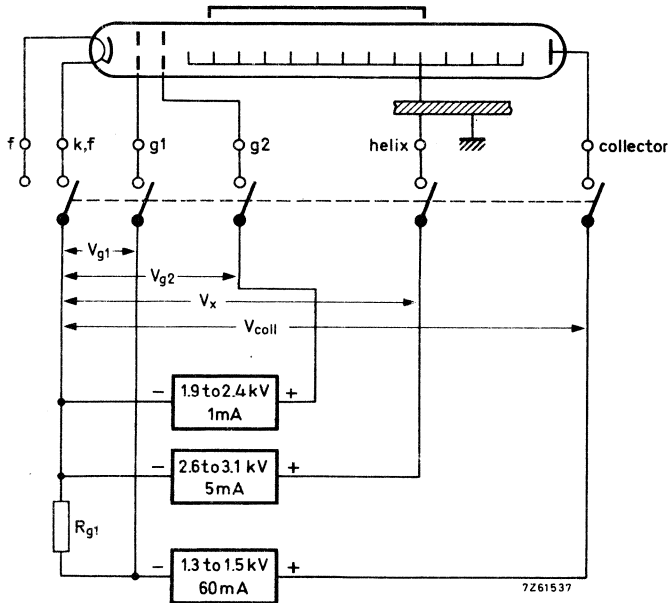 f k,f g1 g2 helix collector
Vg1
Vg2
Vx
Vcoll
− 1.9 to 2.4 kV +
1mA
− 2.6 to 3.1 kV +
5mA
Rg1
− 1.3 to 1.5 kV +
60mA
7Z61537